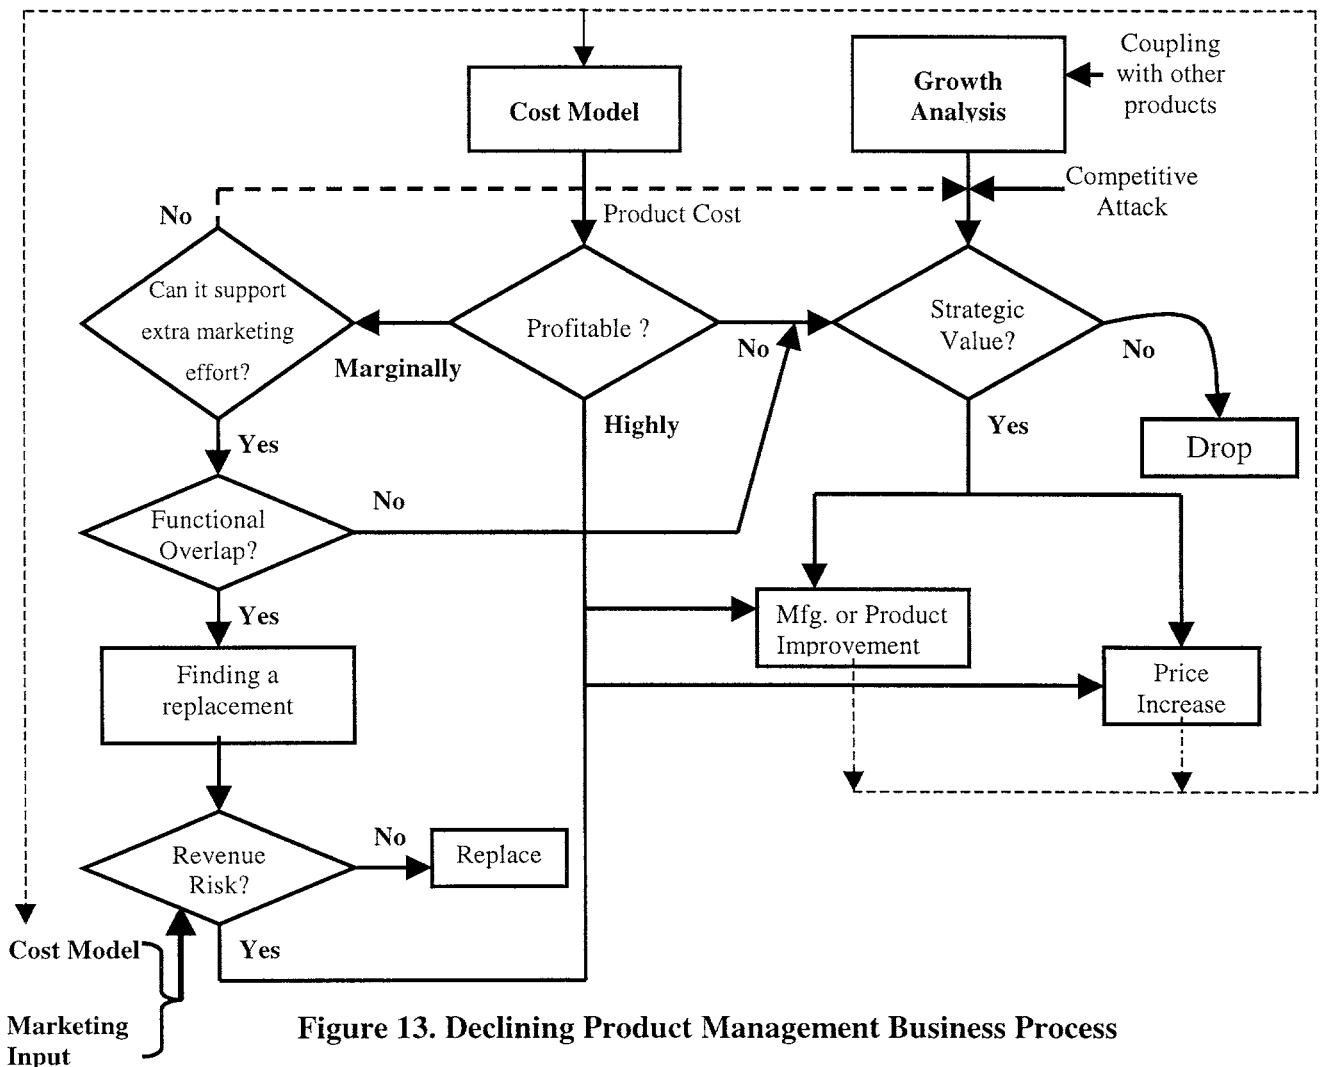 Coupling
with other
products
Growth
Analysis
Cost Model
Competitive
Attack
No
Product Cost
Can it support
extra marketing
effort?
Profitable ?
Strategic
Value?
No
No
Marginally
Highly
Yes
Drop
Yes
Functional
Overlap?
No
Yes
Mfg. or Product
Improvement
Finding a
replacement
Price
Increase
No
Revenue
Risk?
Replace
Cost Model
Yes
Marketing
Input
Figure 13. Declining Product Management Business Process